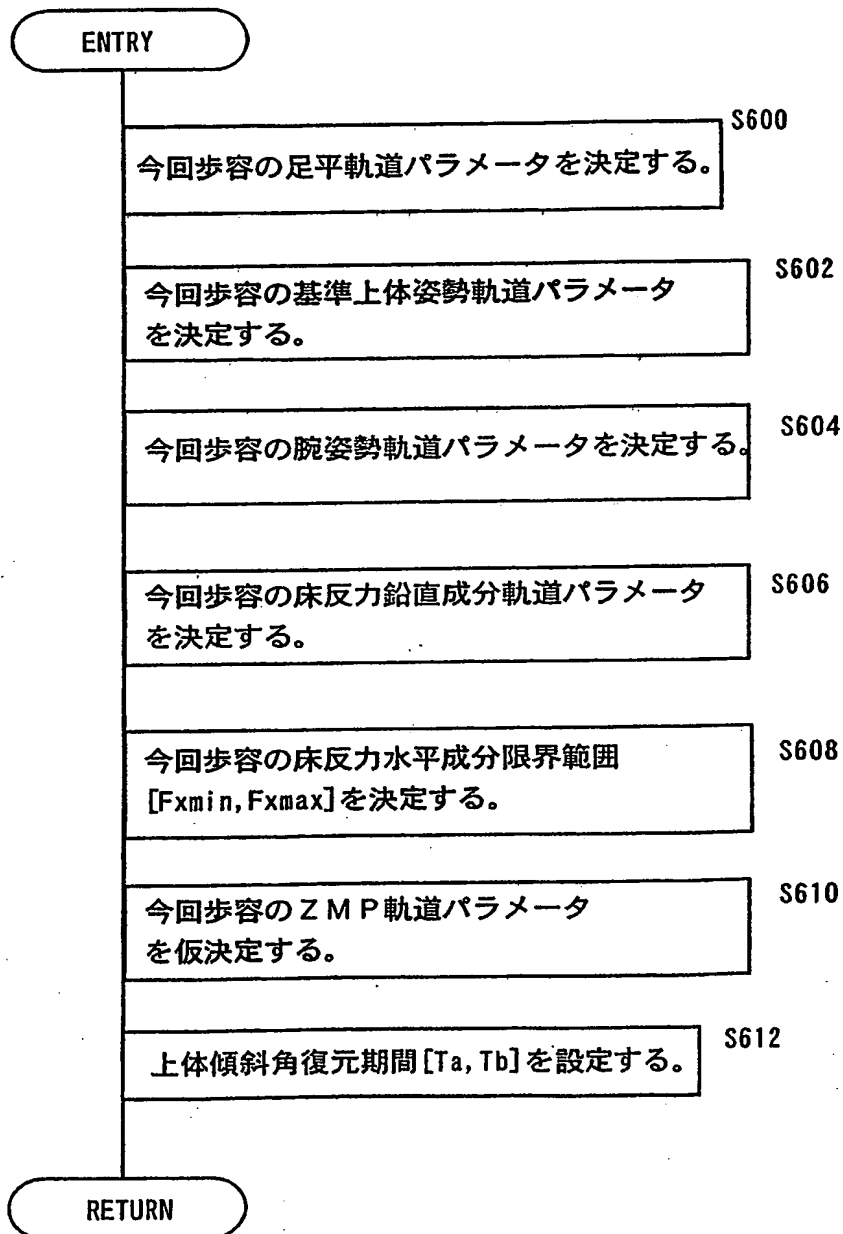 ENTRY
S600
今回歩容の足平軌道パラメータを決定する。
S602
今回歩容の基準上体姿勢軌道パラメータ
を決定する。
S604
今回歩容の腕姿勢軌道パラメータを決定する。
S606
今回歩容の床反力鉛直成分軌道パラメータ
を決定する。
S608
今回歩容の床反力水平成分限界範囲
[Fxmin,Fxmax]を決定する。
S610
今回歩容のＺＭＰ軌道パラメータ
を仮決定する。
S612
上体傾斜角復元期間[Ta,Tb]を設定する。
RETURN